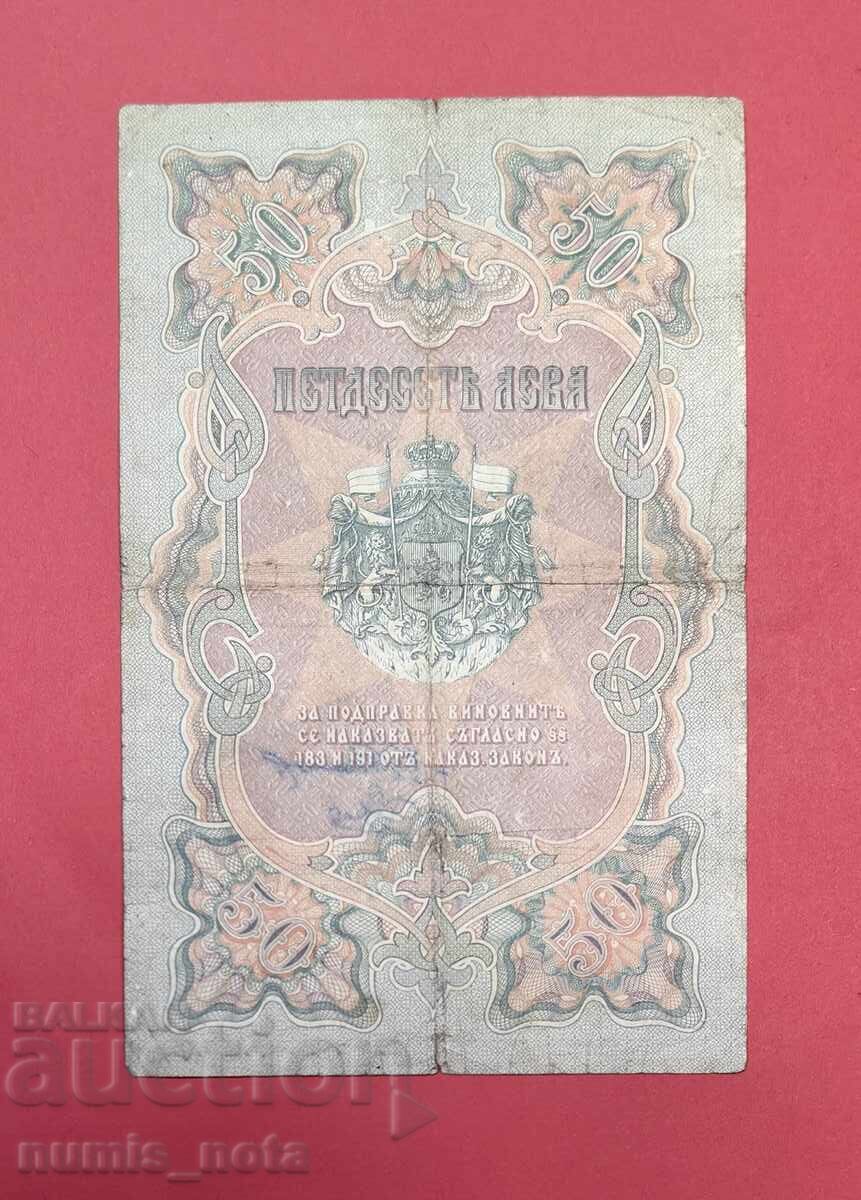 50 50
ПЕТДЕСЕТЬ ЛЕВА
ЗА ПОДПРАВКА ВИНОВНИТѢ
СЕ НАКАЗВАТЪ СЪГЛАСНО §§
183 И 191 ОТЪ НАКАЗ. ЗАКОНЪ.
50 50
BALKAN
auction
numis_nota